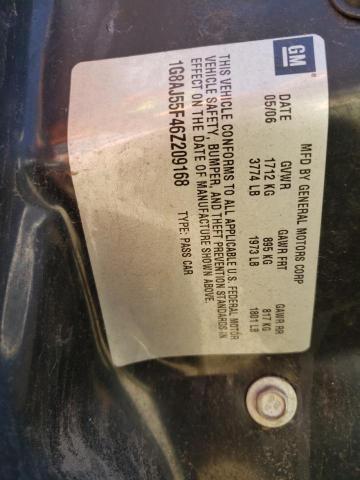 GM
MFD BY GENERAL MOTORS CORP
DATE GVWR GAWR FRT GAWR RR
05/06 1712 KG 895 KG 817 KG
3774 LB 1973 LB 1801 LB
THIS VEHICLE CONFORMS TO ALL APPLICABLE U.S. FEDERAL MOTOR
VEHICLE SAFETY, BUMPER, AND THEFT PREVENTION STANDARDS IN
EFFECT ON THE DATE OF MANUFACTURE SHOWN ABOVE.
1G8AJ55F46Z209168 TYPE: PASS CAR